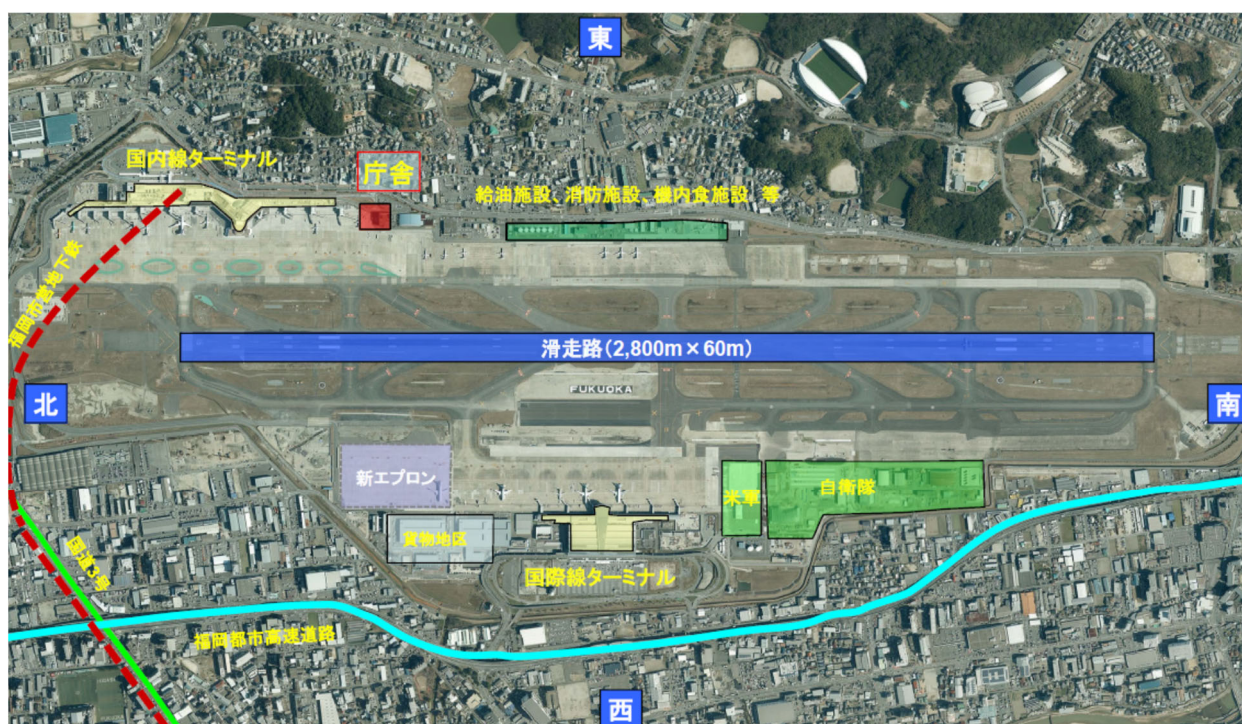 東
国内線ターミナル
庁舎
給油施設、消防施設、機内食施設 等
福岡市営地下鉄
滑走路(2,800m×60m)
FUKUOKA
北
南
新エプロン
米軍
自衛隊
貨物地区
国際線ターミナル
国道3号
福岡都市高速道路
西